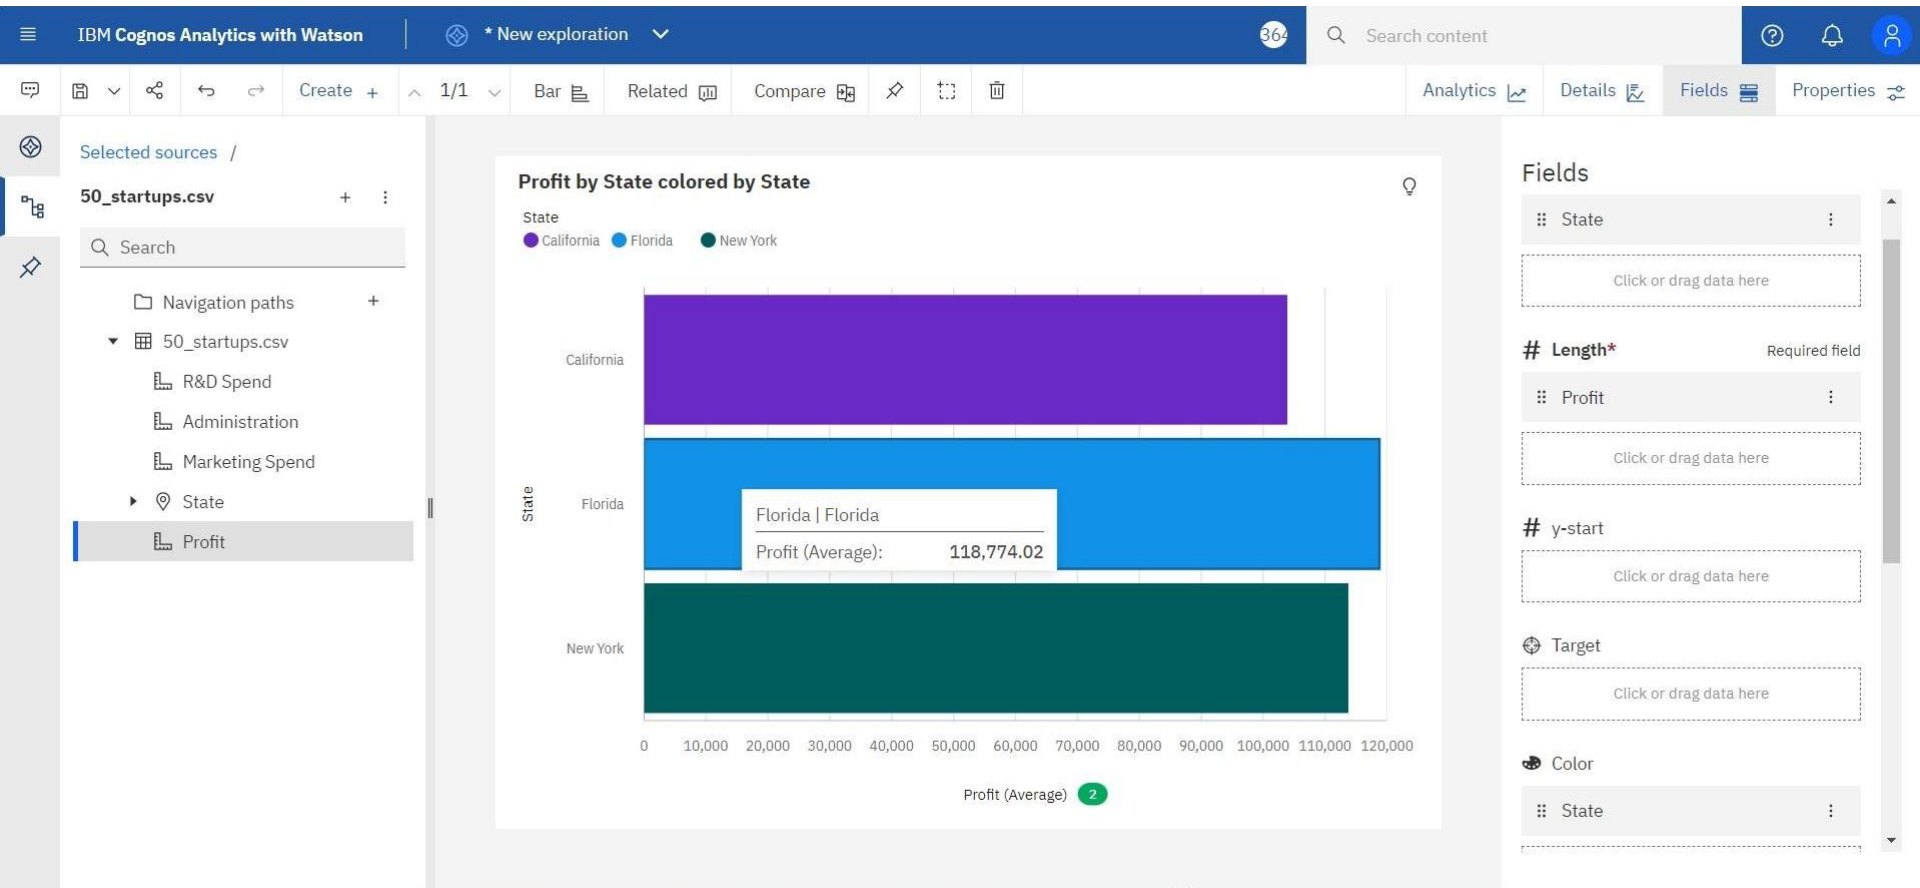 IBM Cognos Analytics with Watson
* New exploration
364
Search content
Create +
1/1
Bar
Related
Compare
Analytics
Details
Fields
Properties
Selected sources /
50_startups.csv
Search
Navigation paths
50_startups.csv
R&D Spend
Administration
Marketing Spend
State
Profit
Profit by State colored by State
State
California Florida New York
California
Florida
New York
State
Florida | Florida
Profit (Average): 118,774.02
0 10,000 20,000 30,000 40,000 50,000 60,000 70,000 80,000 90,000 100,000 110,000 120,000
Profit (Average) 2
Fields
State
Click or drag data here
# Length* Required field
Profit
Click or drag data here
# y-start
Click or drag data here
Target
Click or drag data here
Color
State